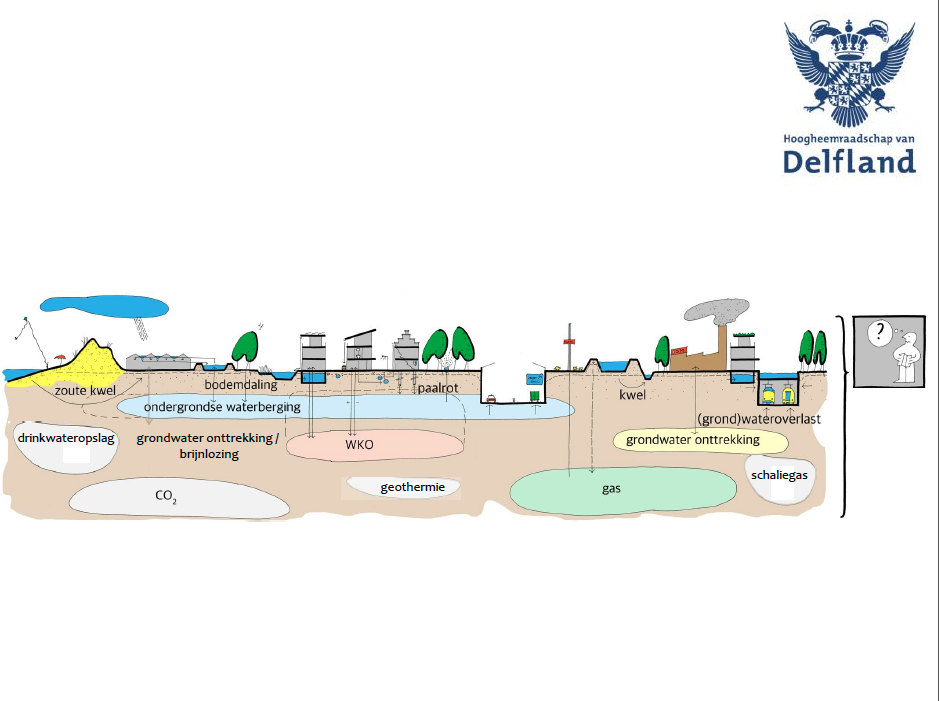 Hoogheemraadschap van
Delfland
?
zoute kwel
bodemdaling
paalrot
kwel
ondergrondse waterberging
(grond)wateroverlast
drinkwateropslag
grondwater onttrekking /
brijnlozing
WKO
grondwater onttrekking
CO2
geothermie
gas
schaliegas